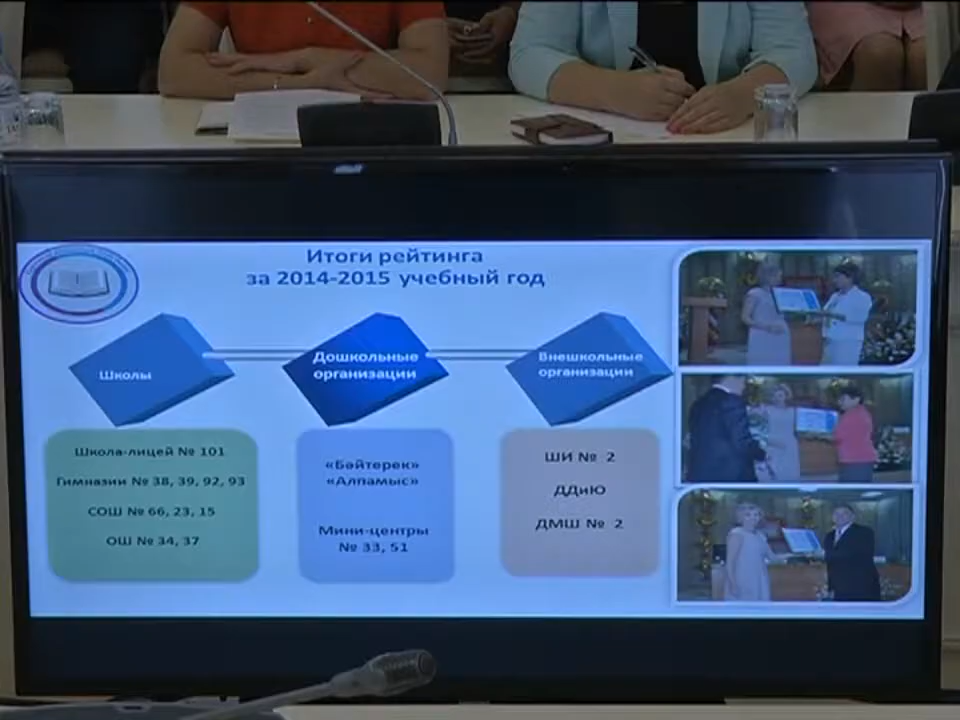 Итоги рейтинга
за 2014-2015 учебный год
Школы
Дошкольные
организации
Внешкольные
организации
Школа-лицей № 101
Гимназии № 38, 39, 92, 93
СОШ № 66, 23, 15
ОШ № 34, 37
«Бәйтерек»
«Алпамыс»
Мини-центры
№ 33, 51
ШИ № 2
ДДиЮ
ДМШ № 2